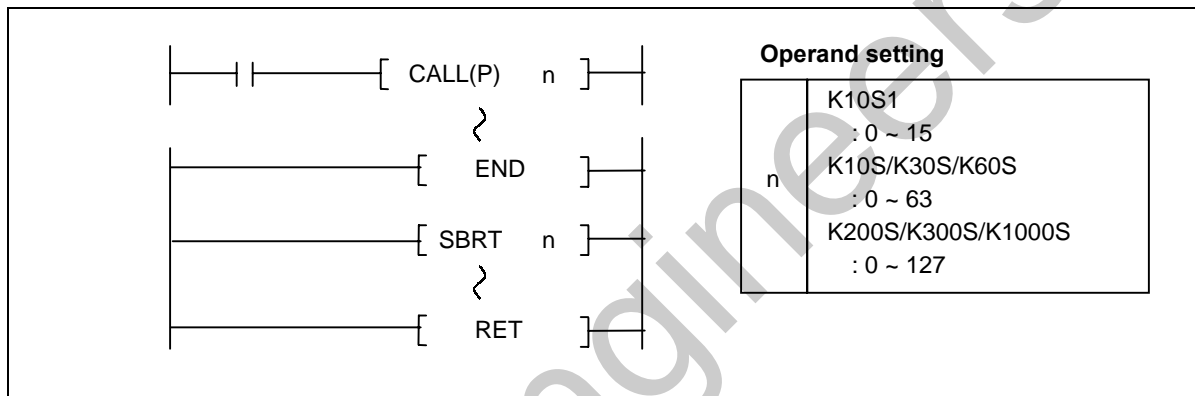 CALL(P) n
END
SBRT n
RET
Operand setting
n
K10S1
: 0 ~ 15
K10S/K30S/K60S
: 0 ~ 63
K200S/K300S/K1000S
: 0 ~ 127